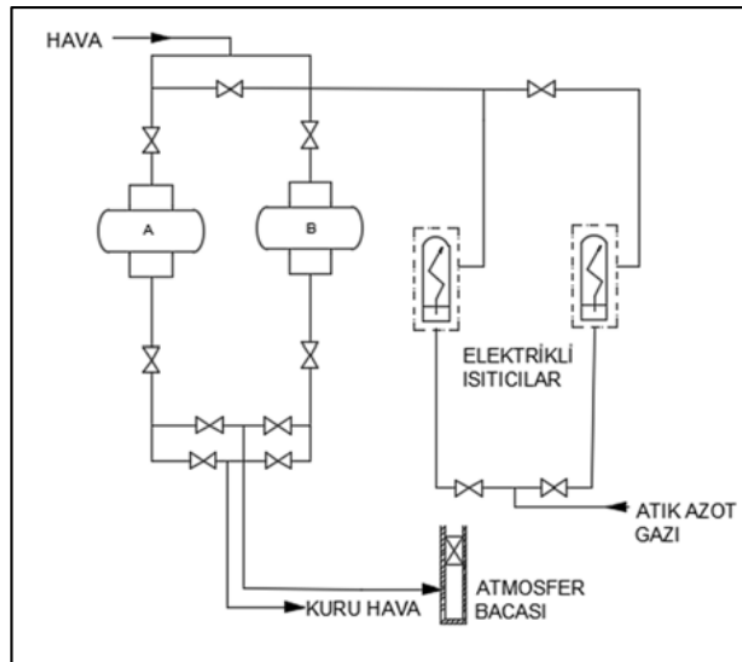 HAVA
A
B
ELEKTRİKLİ
ISITICILAR
ATIK AZOT
GAZI
ATMOSFER
BACASI
KURU HAVA